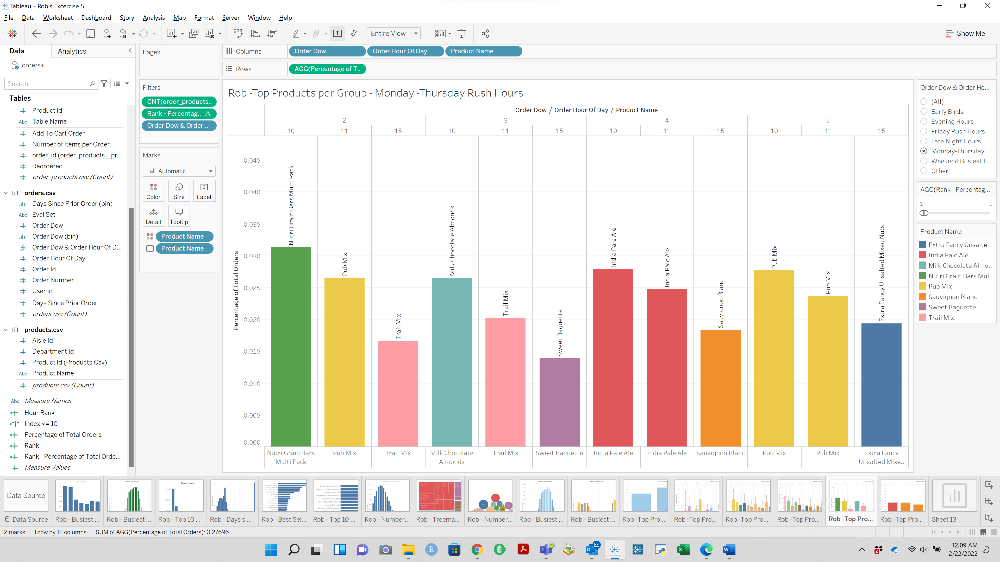 Tableau - Rob's Excercise 5
File Data Worksheet Dashboard Story Analysis Map Format Server Window Help
Entire View
Show Me
Data
Analytics
orders+
Search
Tables
Product Id
Abc Table Name
Add To Cart Order
Number of Items per Order
order_id (order_products__pr...
Reordered
order_products.csv (Count)
orders.csv
Days Since Prior Order (bin)
Abc Eval Set
Order Dow
Order Dow (bin)
Order Dow & Order Hour Of D...
Order Hour Of Day
Order Id
Order Number
User Id
Days Since Prior Order
orders.csv (Count)
products.csv
Aisle Id
Department Id
Product Id (Products.Csv)
Abc Product Name
products.csv (Count)
Abc Measure Names
Hour Rank
=T|F Index <= 10
Percentage of Total Orders
Rank
Rank - Percentage of Total Orde...
Measure Values
Pages
Filters
CNT(order_products..
Rank - Percentag.. Δ
Order Dow & Order ..
Marks
Automatic
Color Size Label
Detail Tooltip
Product Name
Product Name
Columns Order Dow Order Hour Of Day Product Name
Rows AGG(Percentage of T..
Rob -Top Products per Group - Monday -Thursday Rush Hours
Order Dow / Order Hour Of Day / Product Name
2 3 4 5
10 11 15 10 11 15 10 11 15 10 11 15
Percentage of Total Orders
0.045
0.040
0.035
0.030
0.025
0.020
0.015
0.010
0.005
0.000
Nutri Grain Bars Multi Pack
Pub Mix
Trail Mix
Milk Chocolate Almonds
Trail Mix
Sweet Baguette
India Pale Ale
India Pale Ale
Sauvignon Blanc
Pub Mix
Pub Mix
Extra Fancy Unsalted Mixed Nuts
Nutri Grain Bars Multi Pack
Pub Mix
Trail Mix
Milk Chocolate Almonds
Trail Mix
Sweet Baguette
India Pale Ale
India Pale Ale
Sauvignon Blanc
Pub Mix
Pub Mix
Extra Fancy Unsalted Mixe..
Order Dow & Order Ho...
(All)
Early Birds
Evening Hours
Friday Rush Hours
Late Night Hours
Monday-Thursday ...
Weekend Busiest H...
Other
AGG(Rank - Percentag...
1 1
Product Name
Extra Fancy Unsalte..
India Pale Ale
Milk Chocolate Almo..
Nutri Grain Bars Mul..
Pub Mix
Sauvignon Blanc
Sweet Baguette
Trail Mix
Data Source
Data Source Rob - Busiest ... Rob - Busiest ... Rob - Top 10 ... Rob - Days si... Rob - Best Sel... Rob - Top 10 ... Rob - Number... Rob - Treema... Rob - Number... Rob - Busiest ... Rob - Busiest ... Rob -Top Pro... Rob -Top Pro... Rob -Top Pro... Rob -Top Pro... Rob -Top Pro... Rob -Top Pro... Sheet 13
12 marks 1 row by 12 columns SUM of AGG(Percentage of Total Orders): 0.27696
12:09 AM
2/22/2022